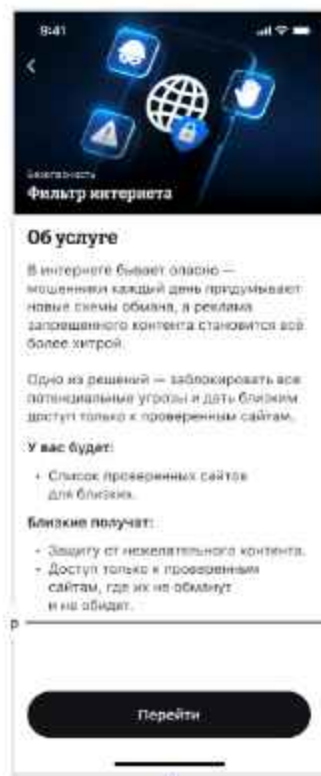 9:41
Безопасность
Фильтр интернета
Об услуге
В интернете бывает опасно —
мошенники каждый день придумывают
новые схемы обмана, а реклама
запрещенного контента становится всё
более хитрой.
Одно из решений — заблокировать все
потенциальные угрозы и дать близким
доступ только к проверенным сайтам.
У вас будет:
• Список проверенных сайтов
для близких.
Близкие получат:
• Защиту от нежелательного контента.
• Доступ только к проверенным
сайтам, где их не обманут
и не обидят.
р
Перейти